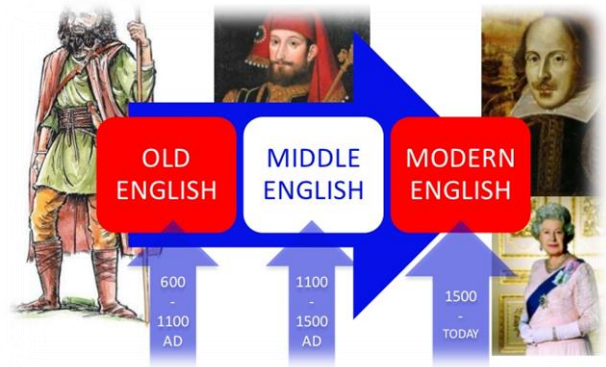 OLD
ENGLISH
MIDDLE
ENGLISH
MODERN
ENGLISH
600
-
1100
AD
1100
-
1500
AD
1500
-
TODAY